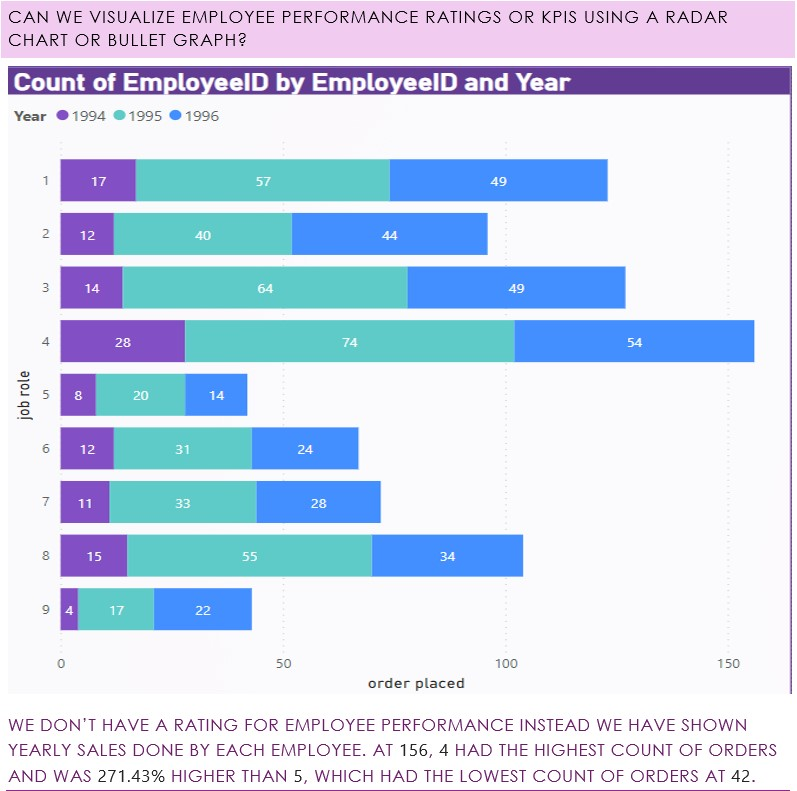 CAN WE VISUALIZE EMPLOYEE PERFORMANCE RATINGS OR KPIS USING A RADAR
CHART OR BULLET GRAPH?
Count of EmployeeID by EmployeeID and Year
Year 1994 1995 1996
1 17 57 49
2 12 40 44
3 14 64 49
4 28 74 54
job role
5 8 20 14
6 12 31 24
7 11 33 28
8 15 55 34
9 4 17 22
0 50 100 150
order placed
WE DON’T HAVE A RATING FOR EMPLOYEE PERFORMANCE INSTEAD WE HAVE SHOWN
YEARLY SALES DONE BY EACH EMPLOYEE. AT 156, 4 HAD THE HIGHEST COUNT OF ORDERS
AND WAS 271.43% HIGHER THAN 5, WHICH HAD THE LOWEST COUNT OF ORDERS AT 42.